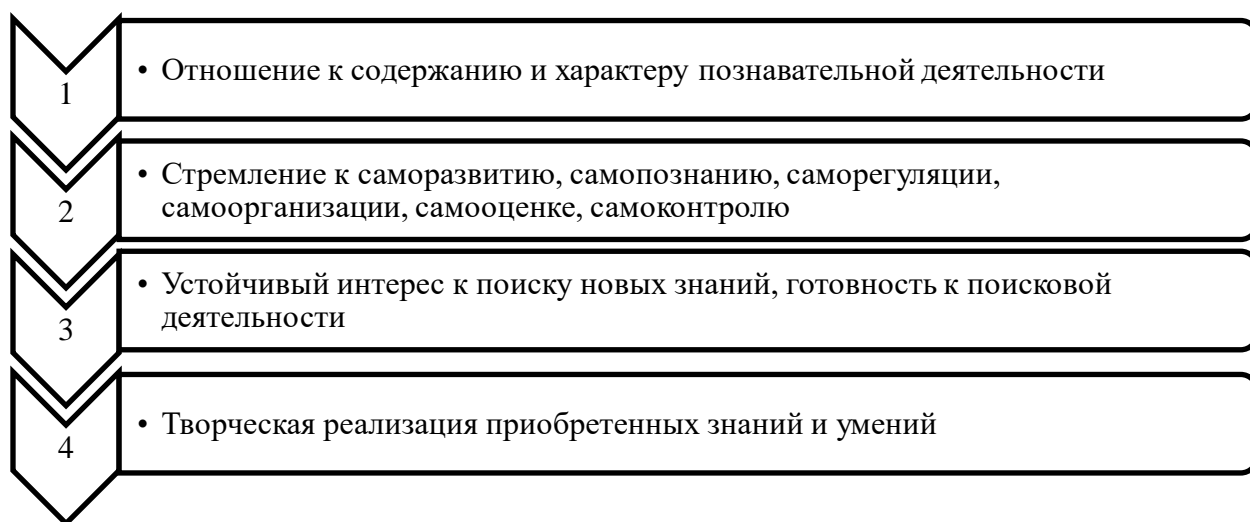 1
• Отношение к содержанию и характеру познавательной деятельности
2
• Стремление к саморазвитию, самопознанию, саморегуляции,
самоорганизации, самооценке, самоконтролю
3
• Устойчивый интерес к поиску новых знаний, готовность к поисковой
деятельности
4
• Творческая реализация приобретенных знаний и умений